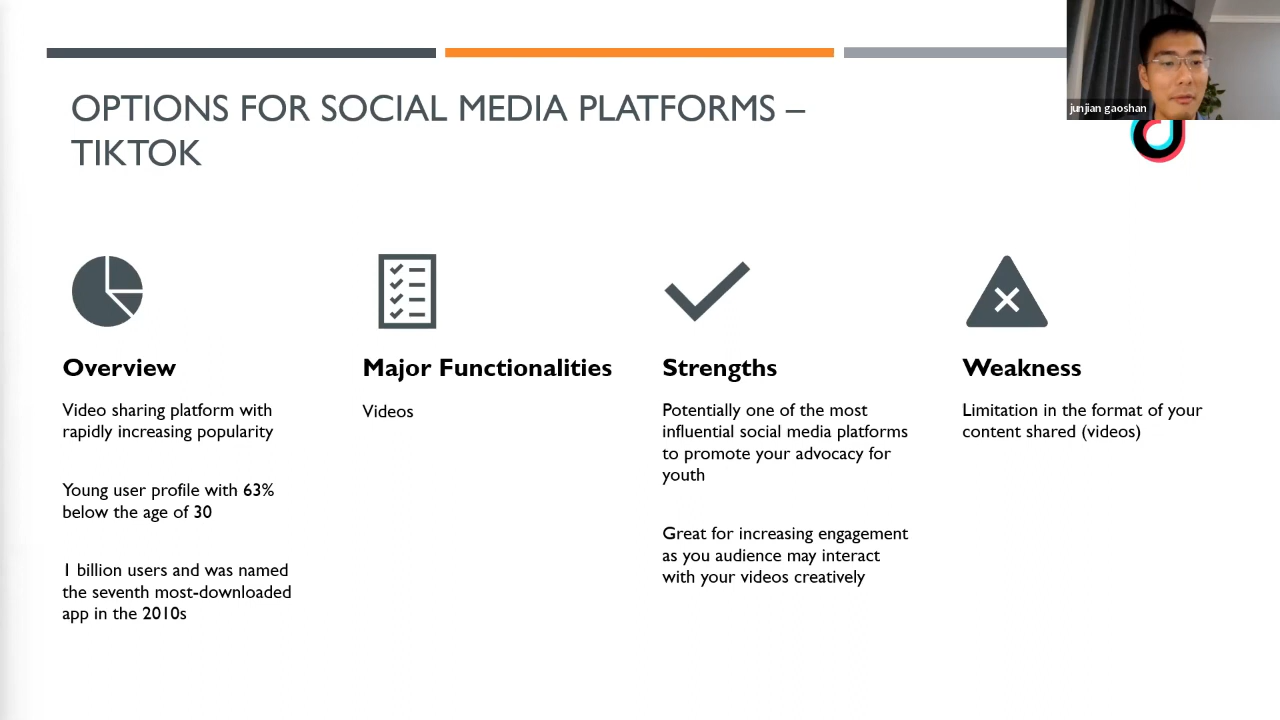 OPTIONS FOR SOCIAL MEDIA PLATFORMS –
TIKTOK
junjian gaoshan
Overview
Video sharing platform with
rapidly increasing popularity
Young user profile with 63%
below the age of 30
1 billion users and was named
the seventh most-downloaded
app in the 2010s
Major Functionalities
Videos
Strengths
Potentially one of the most
influential social media platforms
to promote your advocacy for
youth
Great for increasing engagement
as you audience may interact
with your videos creatively
Weakness
Limitation in the format of your
content shared (videos)